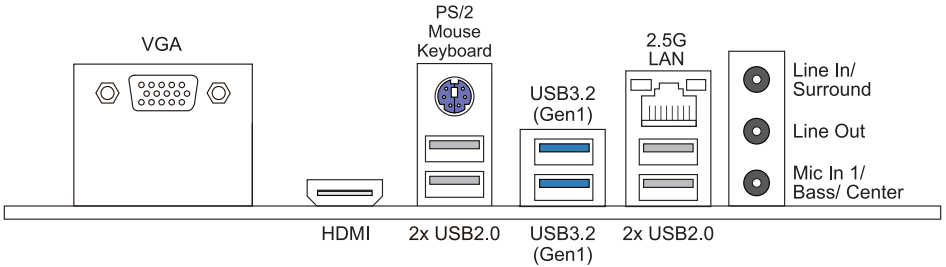 VGA
PS/2
Mouse
Keyboard
USB3.2
(Gen1)
2.5G
LAN
Line In/
Surround
Line Out
Mic In 1/
Bass/ Center
HDMI
2x USB2.0
USB3.2
(Gen1)
2x USB2.0